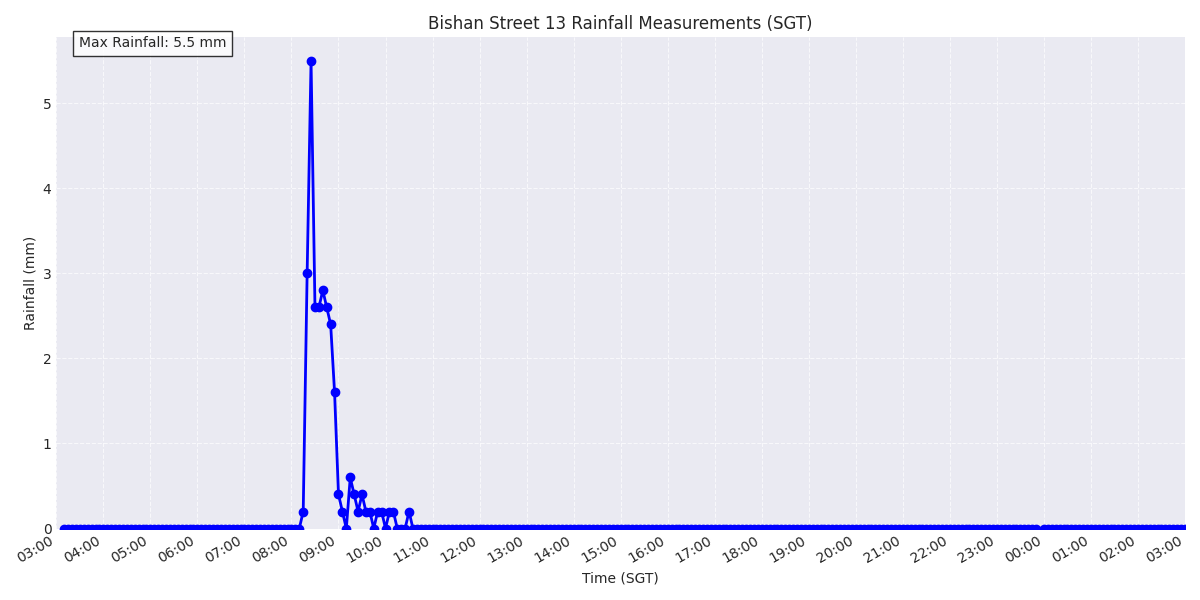 Bishan Street 13 Rainfall Measurements (SGT)
Max Rainfall: 5.5 mm
Rainfall (mm)
5
4
3
2
1
0
03:00 04:00 05:00 06:00 07:00 08:00 09:00 10:00 11:00 12:00 13:00 14:00 15:00 16:00 17:00 18:00 19:00 20:00 21:00 22:00 23:00 00:00 01:00 02:00 03:00
Time (SGT)